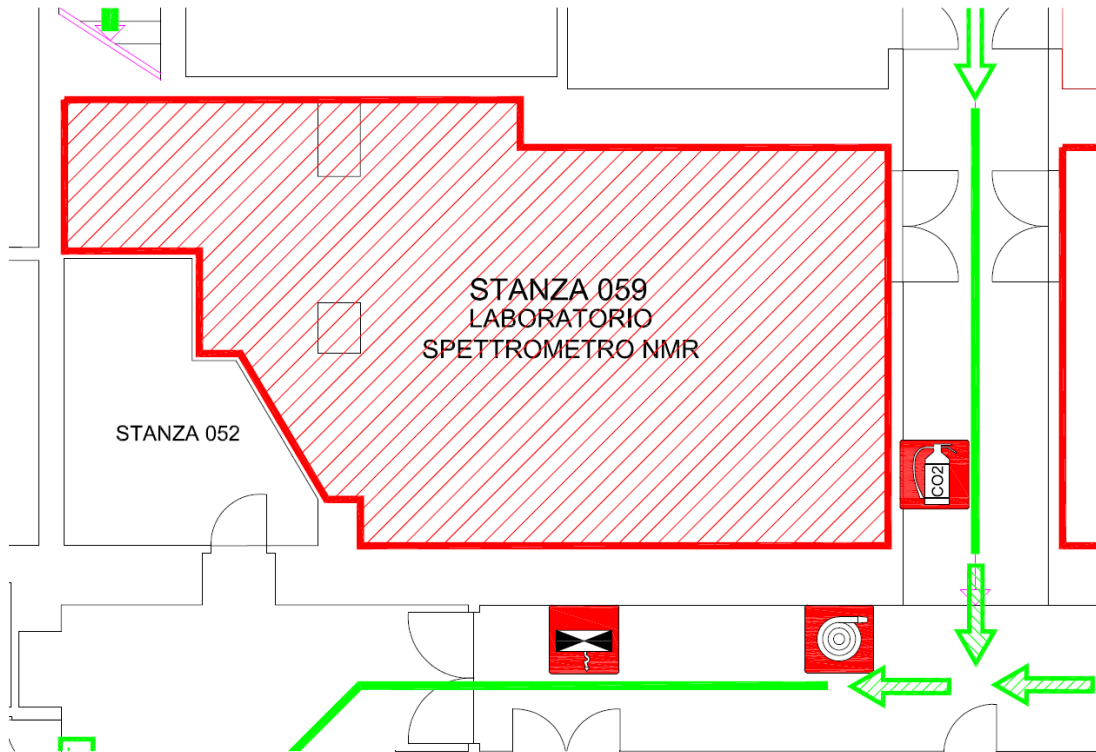 STANZA 059
LABORATORIO
SPETTROMETRO NMR
STANZA 052
CO2